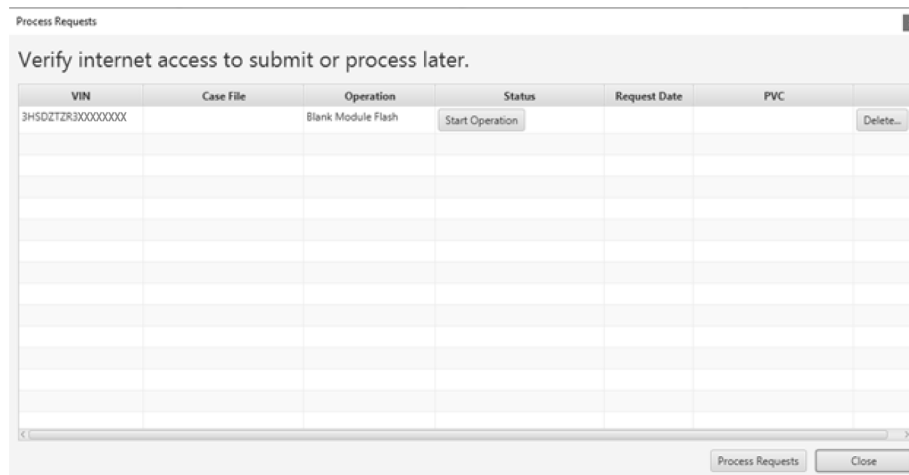 Process Requests
Verify internet access to submit or process later.
VIN Case File Operation Status Request Date PVC
3HSDZTZR3XXXXXXXX Blank Module Flash Start Operation Delete...
Process Requests Close